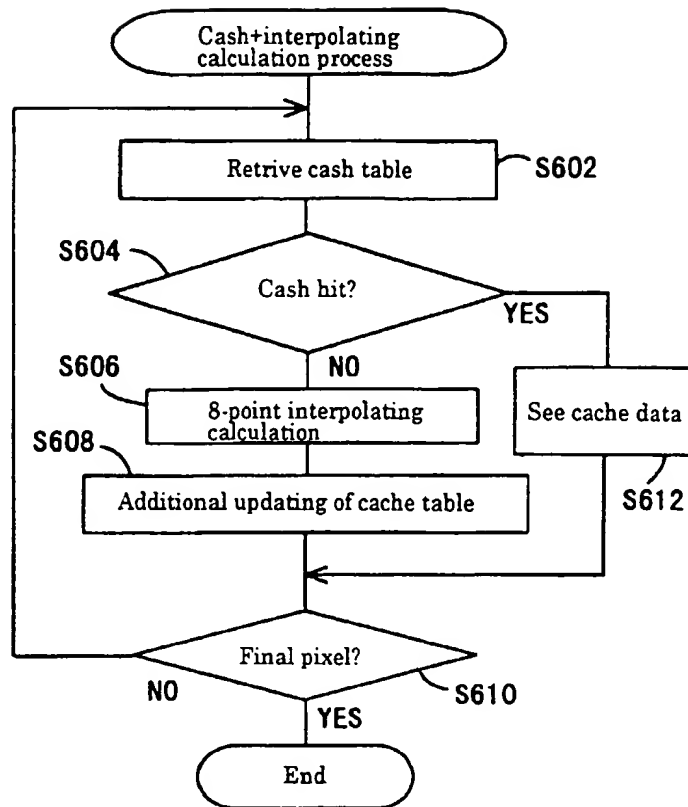 Cash+interpolating
calculation process
Retrive cash table
S602
S604
Cash hit?
YES
NO
S606
8-point interpolating
calculation
See cache data
S608
S612
Additional updating of cache table
Final pixel?
NO
S610
YES
End